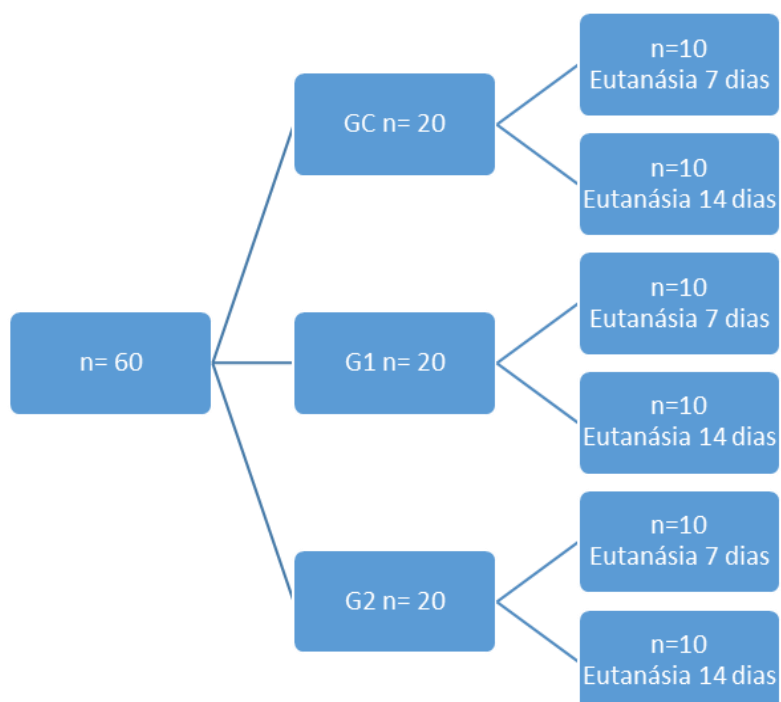 n= 60
GC n= 20
n=10
Eutanásia 7 dias
n=10
Eutanásia 14 dias
G1 n= 20
n=10
Eutanásia 7 dias
n=10
Eutanásia 14 dias
G2 n= 20
n=10
Eutanásia 7 dias
n=10
Eutanásia 14 dias